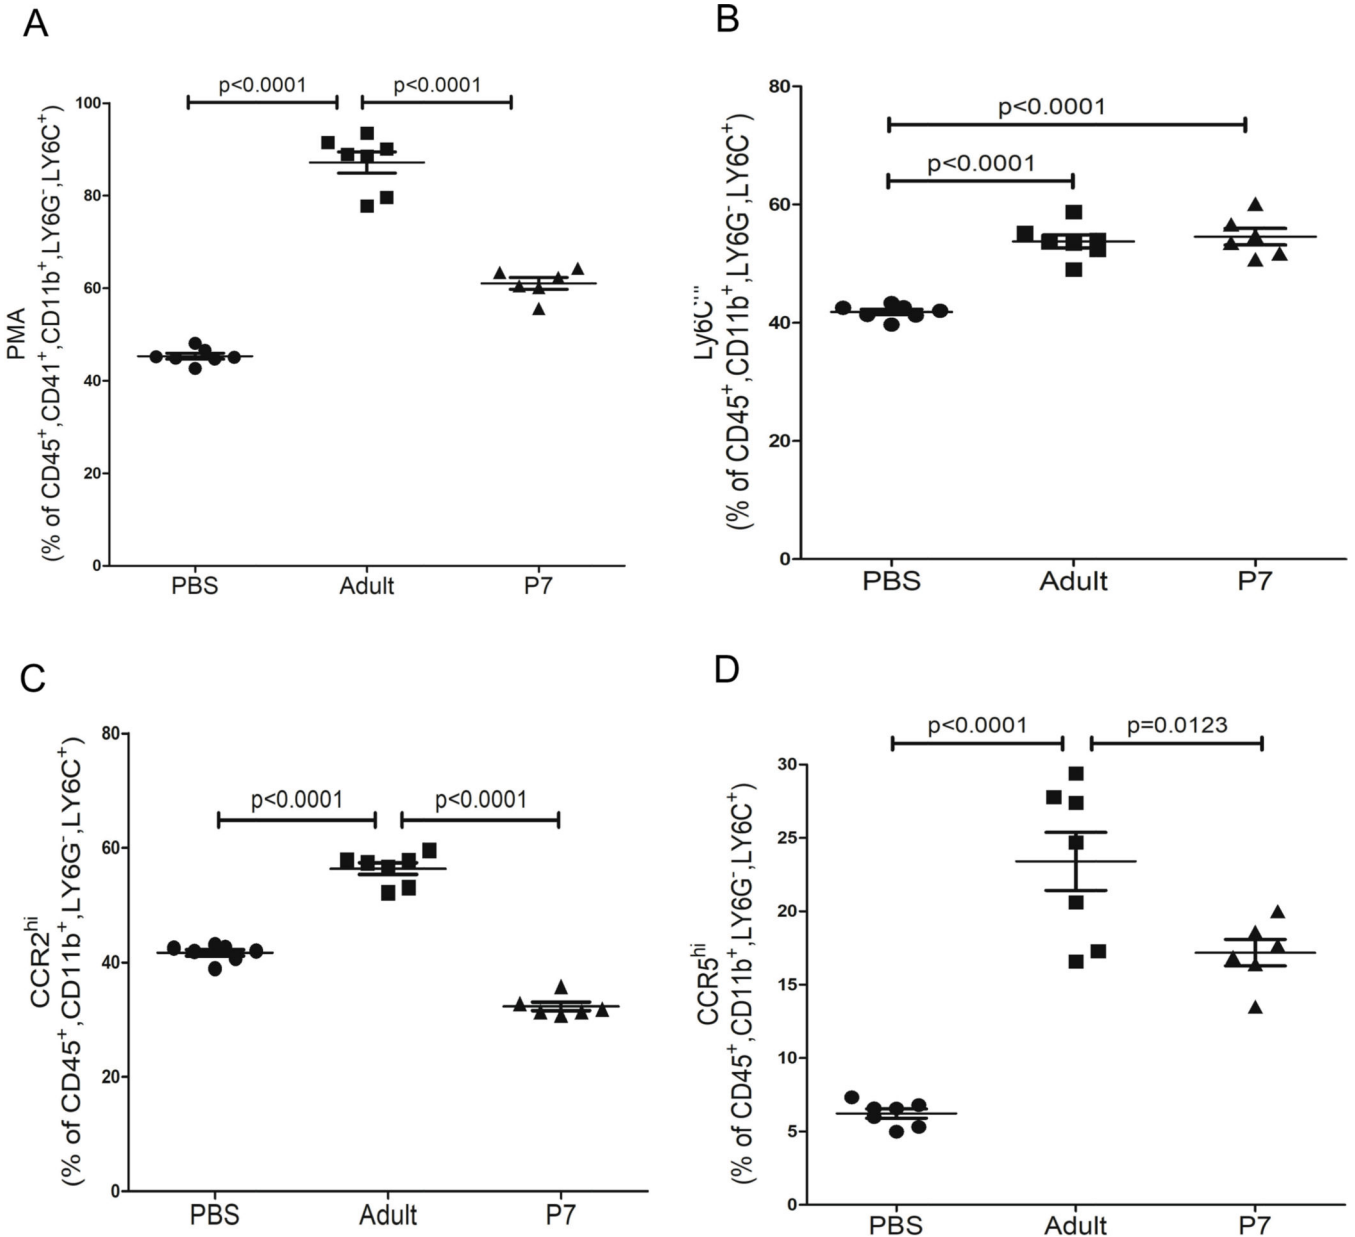 A
p<0.0001 p<0.0001
PMA
(% of CD45+,CD41+,CD11b+,LY6G-,LY6C+)
100
80
60
40
20
0
PBS Adult P7
B
p<0.0001
p<0.0001
(% of CD45+,CD11b+,LY6G-,LY6C+)
80
60
40
20
0
PBS Adult P7
C
p<0.0001 p<0.0001
CCR2hi
(% of CD45+,CD11b+,LY6G-,LY6C+)
80
60
40
20
0
PBS Adult P7
D
p<0.0001 p=0.0123
CCR5hi
(% of CD45+,CD11b+,LY6G-,LY6C+)
30
25
20
15
10
5
0
PBS Adult P7